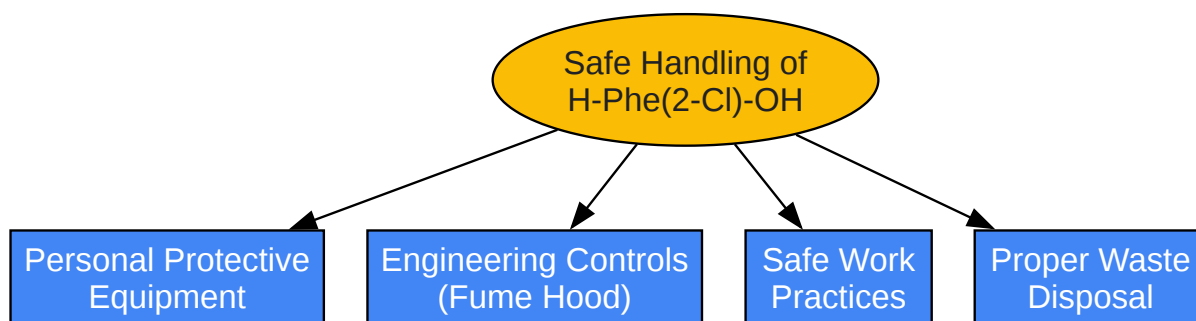 Safe Handling of
H-Phe(2-Cl)-OH
Personal Protective
Equipment
Engineering Controls
(Fume Hood)
Safe Work
Practices
Proper Waste
Disposal